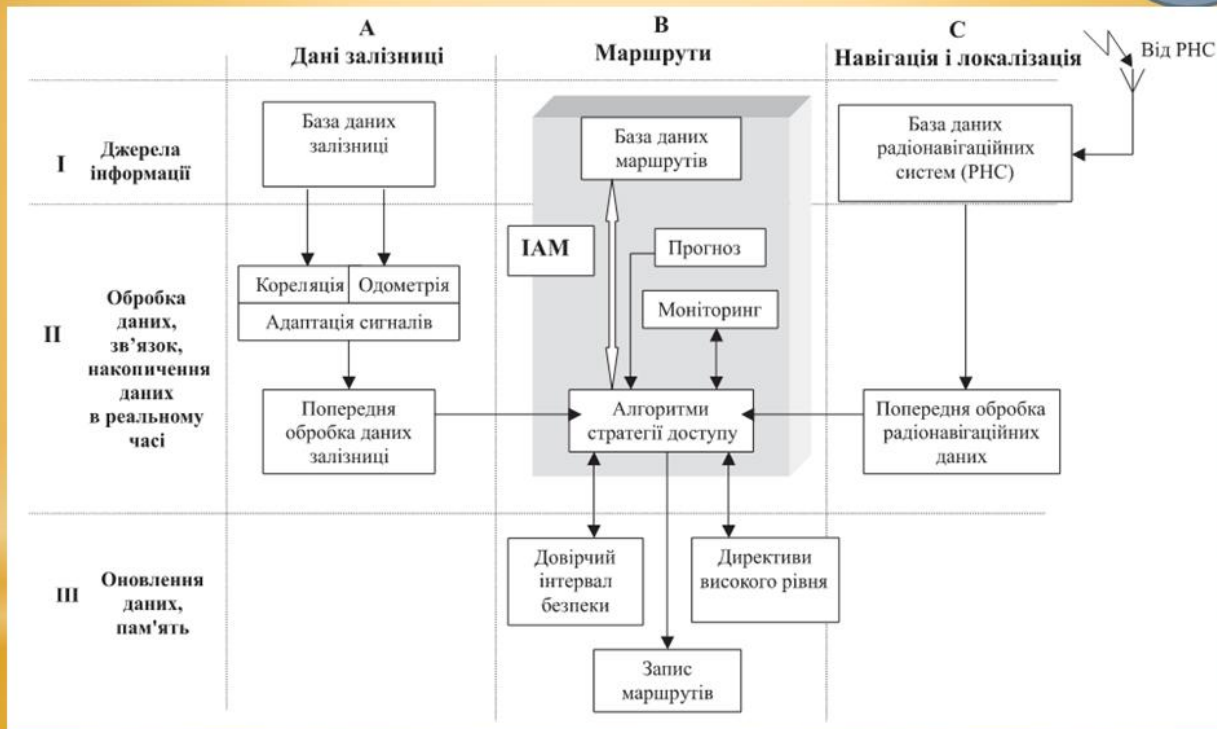 A
Дані залізниці
B
Маршрути
C
Навігація і локалізація
Від РНС
I
Джерела
інформації
База даних
залізниці
База даних
маршрутів
База даних
радіонавігаційних
систем (РНС)
II
Обробка
даних,
зв’язок,
накопичення
даних
в реальному
часі
Кореляція
Одометрія
Адаптація сигналів
Попередня
обробка даних
залізниці
IAM
Прогноз
Моніторинг
Алгоритми
стратегії доступу
Попередня обробка
радіонавігаційних
даних
III
Оновлення
даних,
пам'ять
Довірчий
інтервал
безпеки
Директиви
високого рівня
Запис
маршрутів